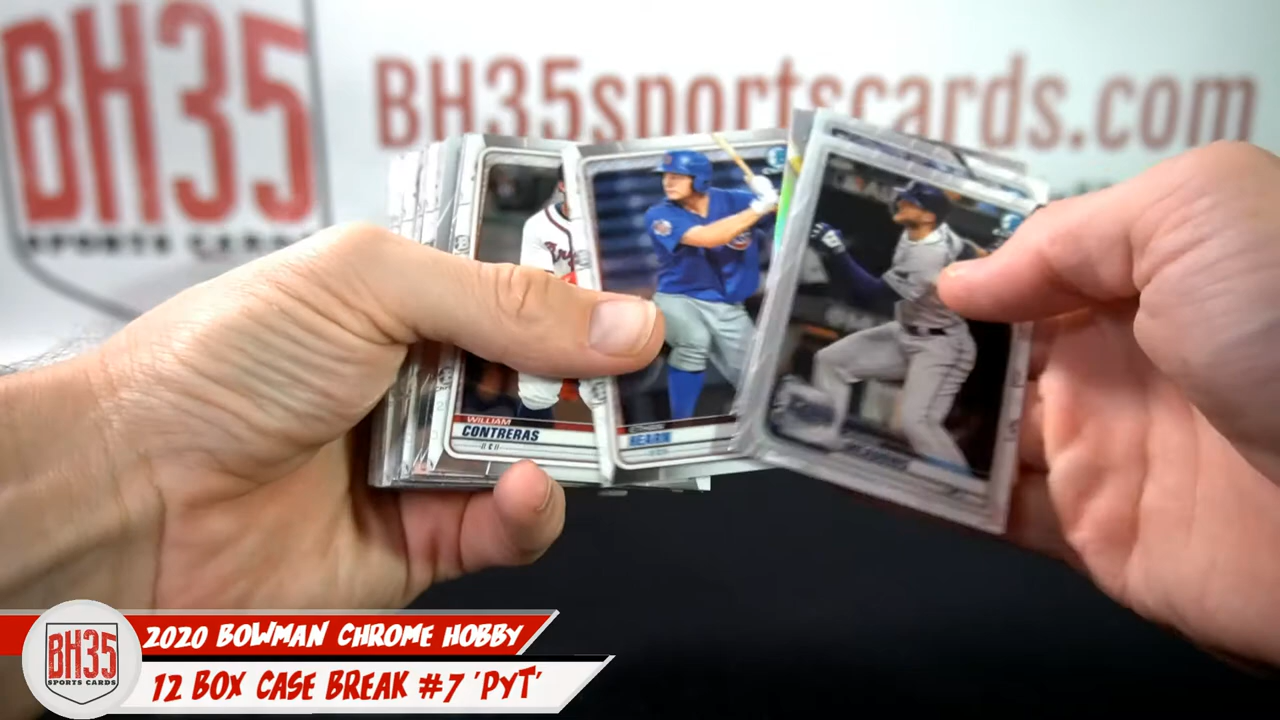 BH35
SPORTS CARDS
BH35sportscards.com
WILLIAM
CONTRERAS
// C //
HEARN
BH35
SPORTS CARDS
2020 BOWMAN CHROME HOBBY
12 BOX CASE BREAK #7 'PYT'